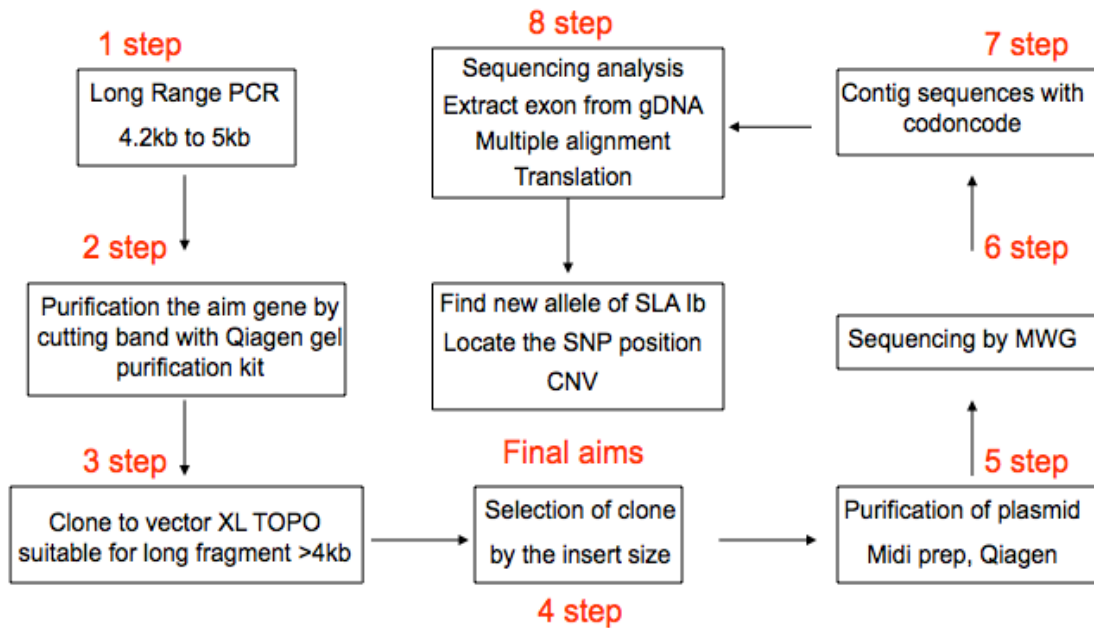 1 step
Long Range PCR
4.2kb to 5kb
2 step
Purification the aim gene by
cutting band with Qiagen gel
purification kit
3 step
Clone to vector XL TOPO
suitable for long fragment >4kb
Selection of clone
by the insert size
4 step
5 step
Purification of plasmid
Midi prep, Qiagen
Sequencing by MWG
6 step
7 step
Contig sequences with
codoncode
8 step
Sequencing analysis
Extract exon from gDNA
Multiple alignment
Translation
Find new allele of SLA Ib
Locate the SNP position
CNV
Final aims